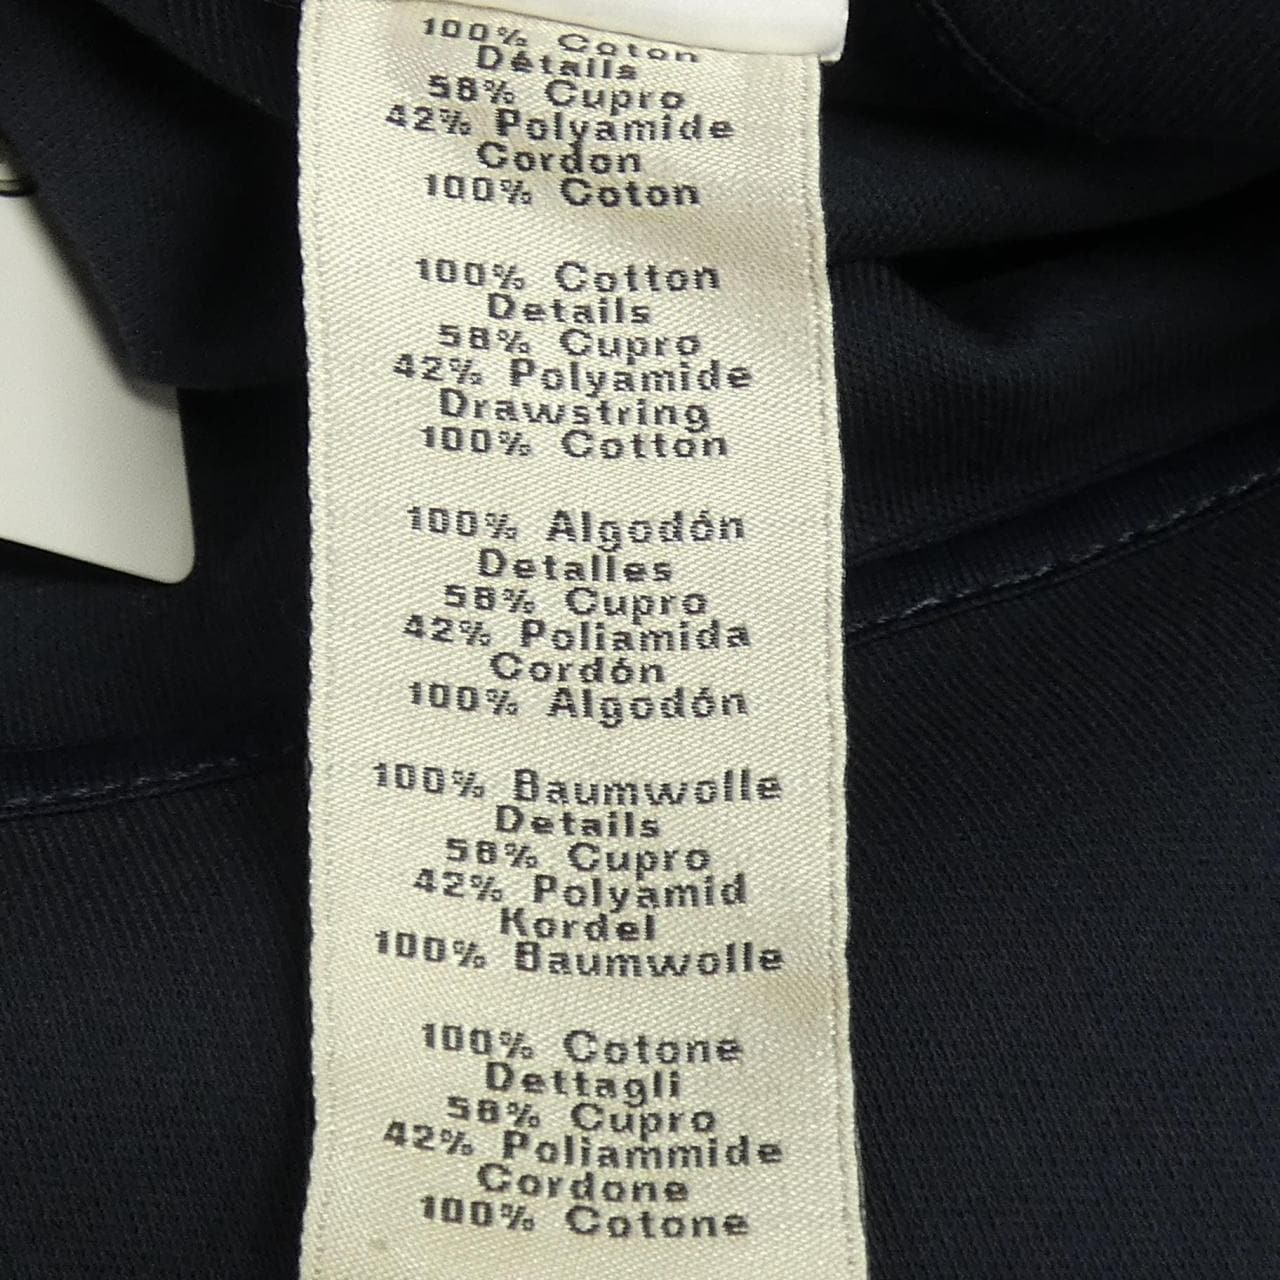 100% Coton
Détails
58% Cupro
42% Polyamide
Cordon
100% Coton
100% Cotton
Details
58% Cupro
42% Polyamide
Drawstring
100% Cotton
100% Algodón
Detalles
58% Cupro
42% Poliamida
Cordón
100% Algodón
100% Baumwolle
Details
58% Cupro
42% Polyamid
Kordel
100% Baumwolle
100% Cotone
Dettagli
58% Cupro
42% Poliammide
Cordone
100% Cotone